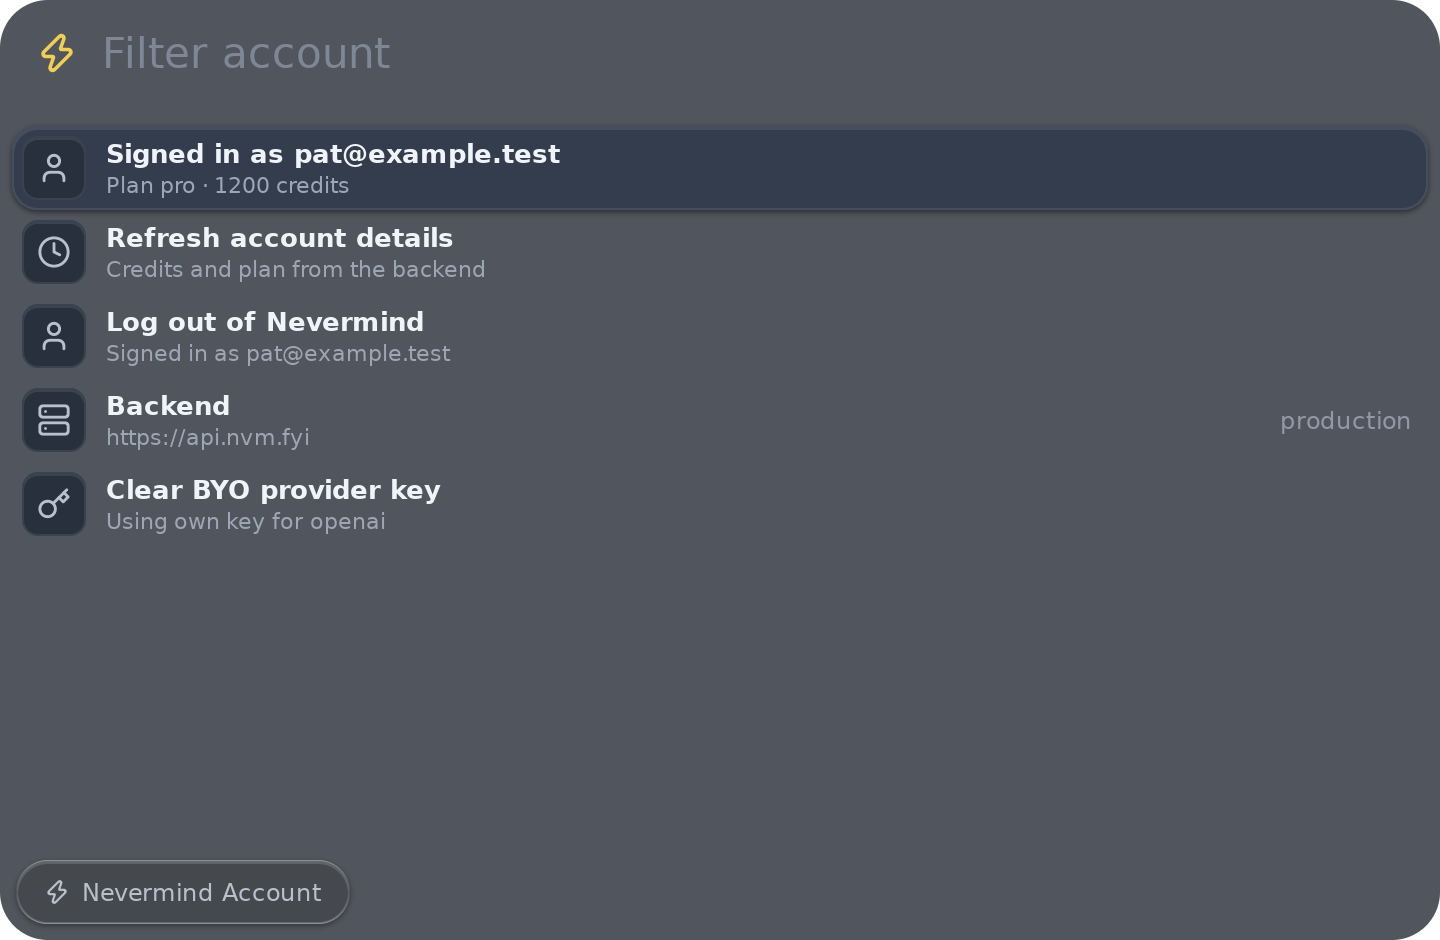 Filter account
Signed in as pat@example.test
Plan pro · 1200 credits
Refresh account details
Credits and plan from the backend
Log out of Nevermind
Signed in as pat@example.test
Backend
https://api.nvm.fyi
production
Clear BYO provider key
Using own key for openai
Nevermind Account